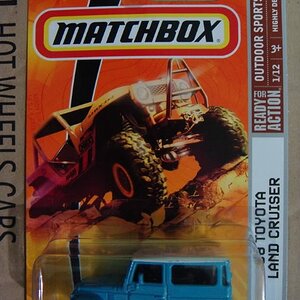 HOT WHEELS CARS
MATCHBOX
OUTDOOR SPORTS
1/12
3+
READY FOR ACTION
TOYOTA
LAND CRUISER